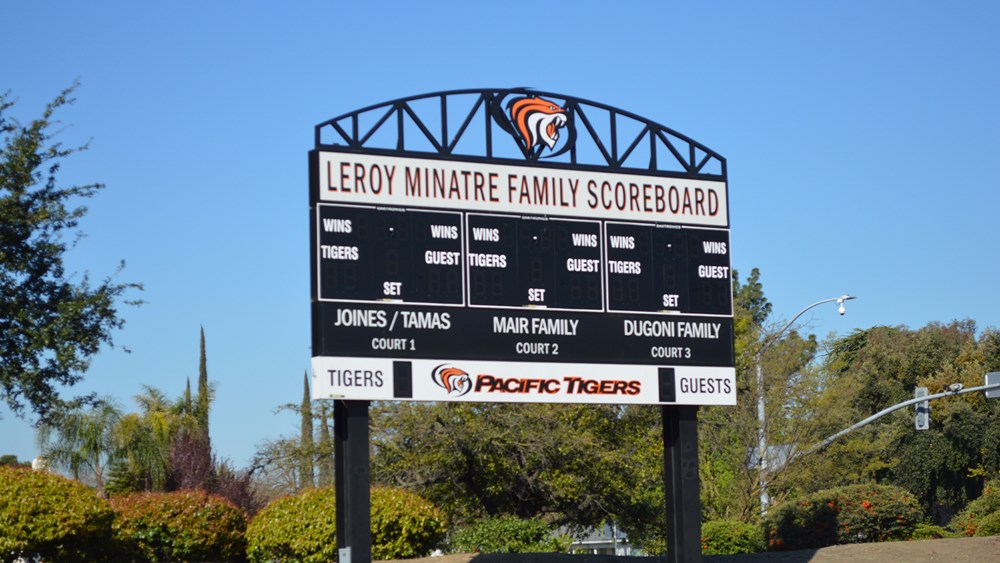 LEROY MINATRE FAMILY SCOREBOARD
WINS WINS WINS WINS WINS WINS
TIGERS GUEST TIGERS GUEST TIGERS GUEST
SET SET SET
JOINES / TAMAS MAIR FAMILY DUGONI FAMILY
COURT 1 COURT 2 COURT 3
TIGERS PACIFIC TIGERS GUESTS